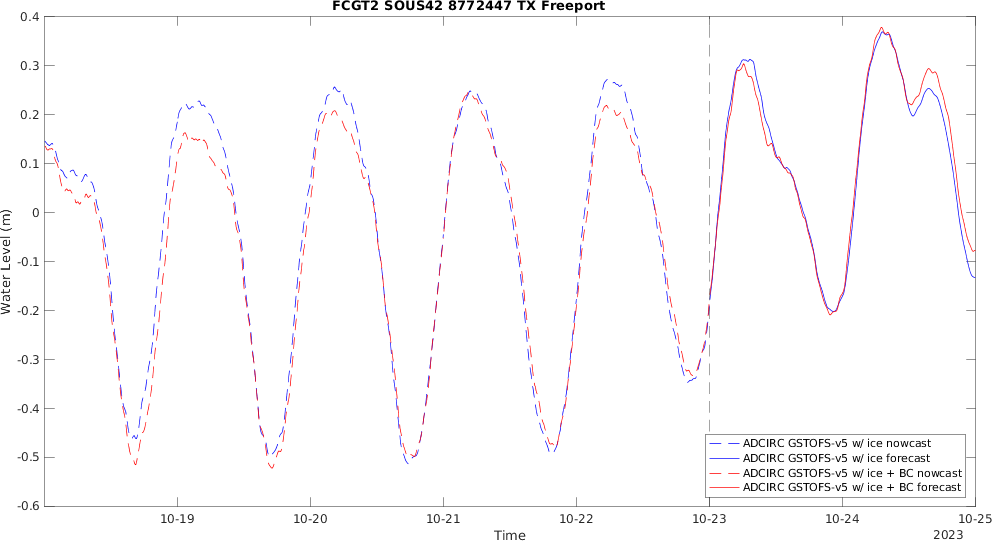 FCGT2 SOUS42 8772447 TX Freeport
0.4
0.3
0.2
0.1
0
-0.1
-0.2
-0.3
-0.4
-0.5
-0.6
Water Level (m)
ADCIRC GSTOFS-v5 w/ ice nowcast
ADCIRC GSTOFS-v5 w/ ice forecast
ADCIRC GSTOFS-v5 w/ ice + BC nowcast
ADCIRC GSTOFS-v5 w/ ice + BC forecast
10-19 10-20 10-21 10-22 10-23 10-24 10-25
Time
2023